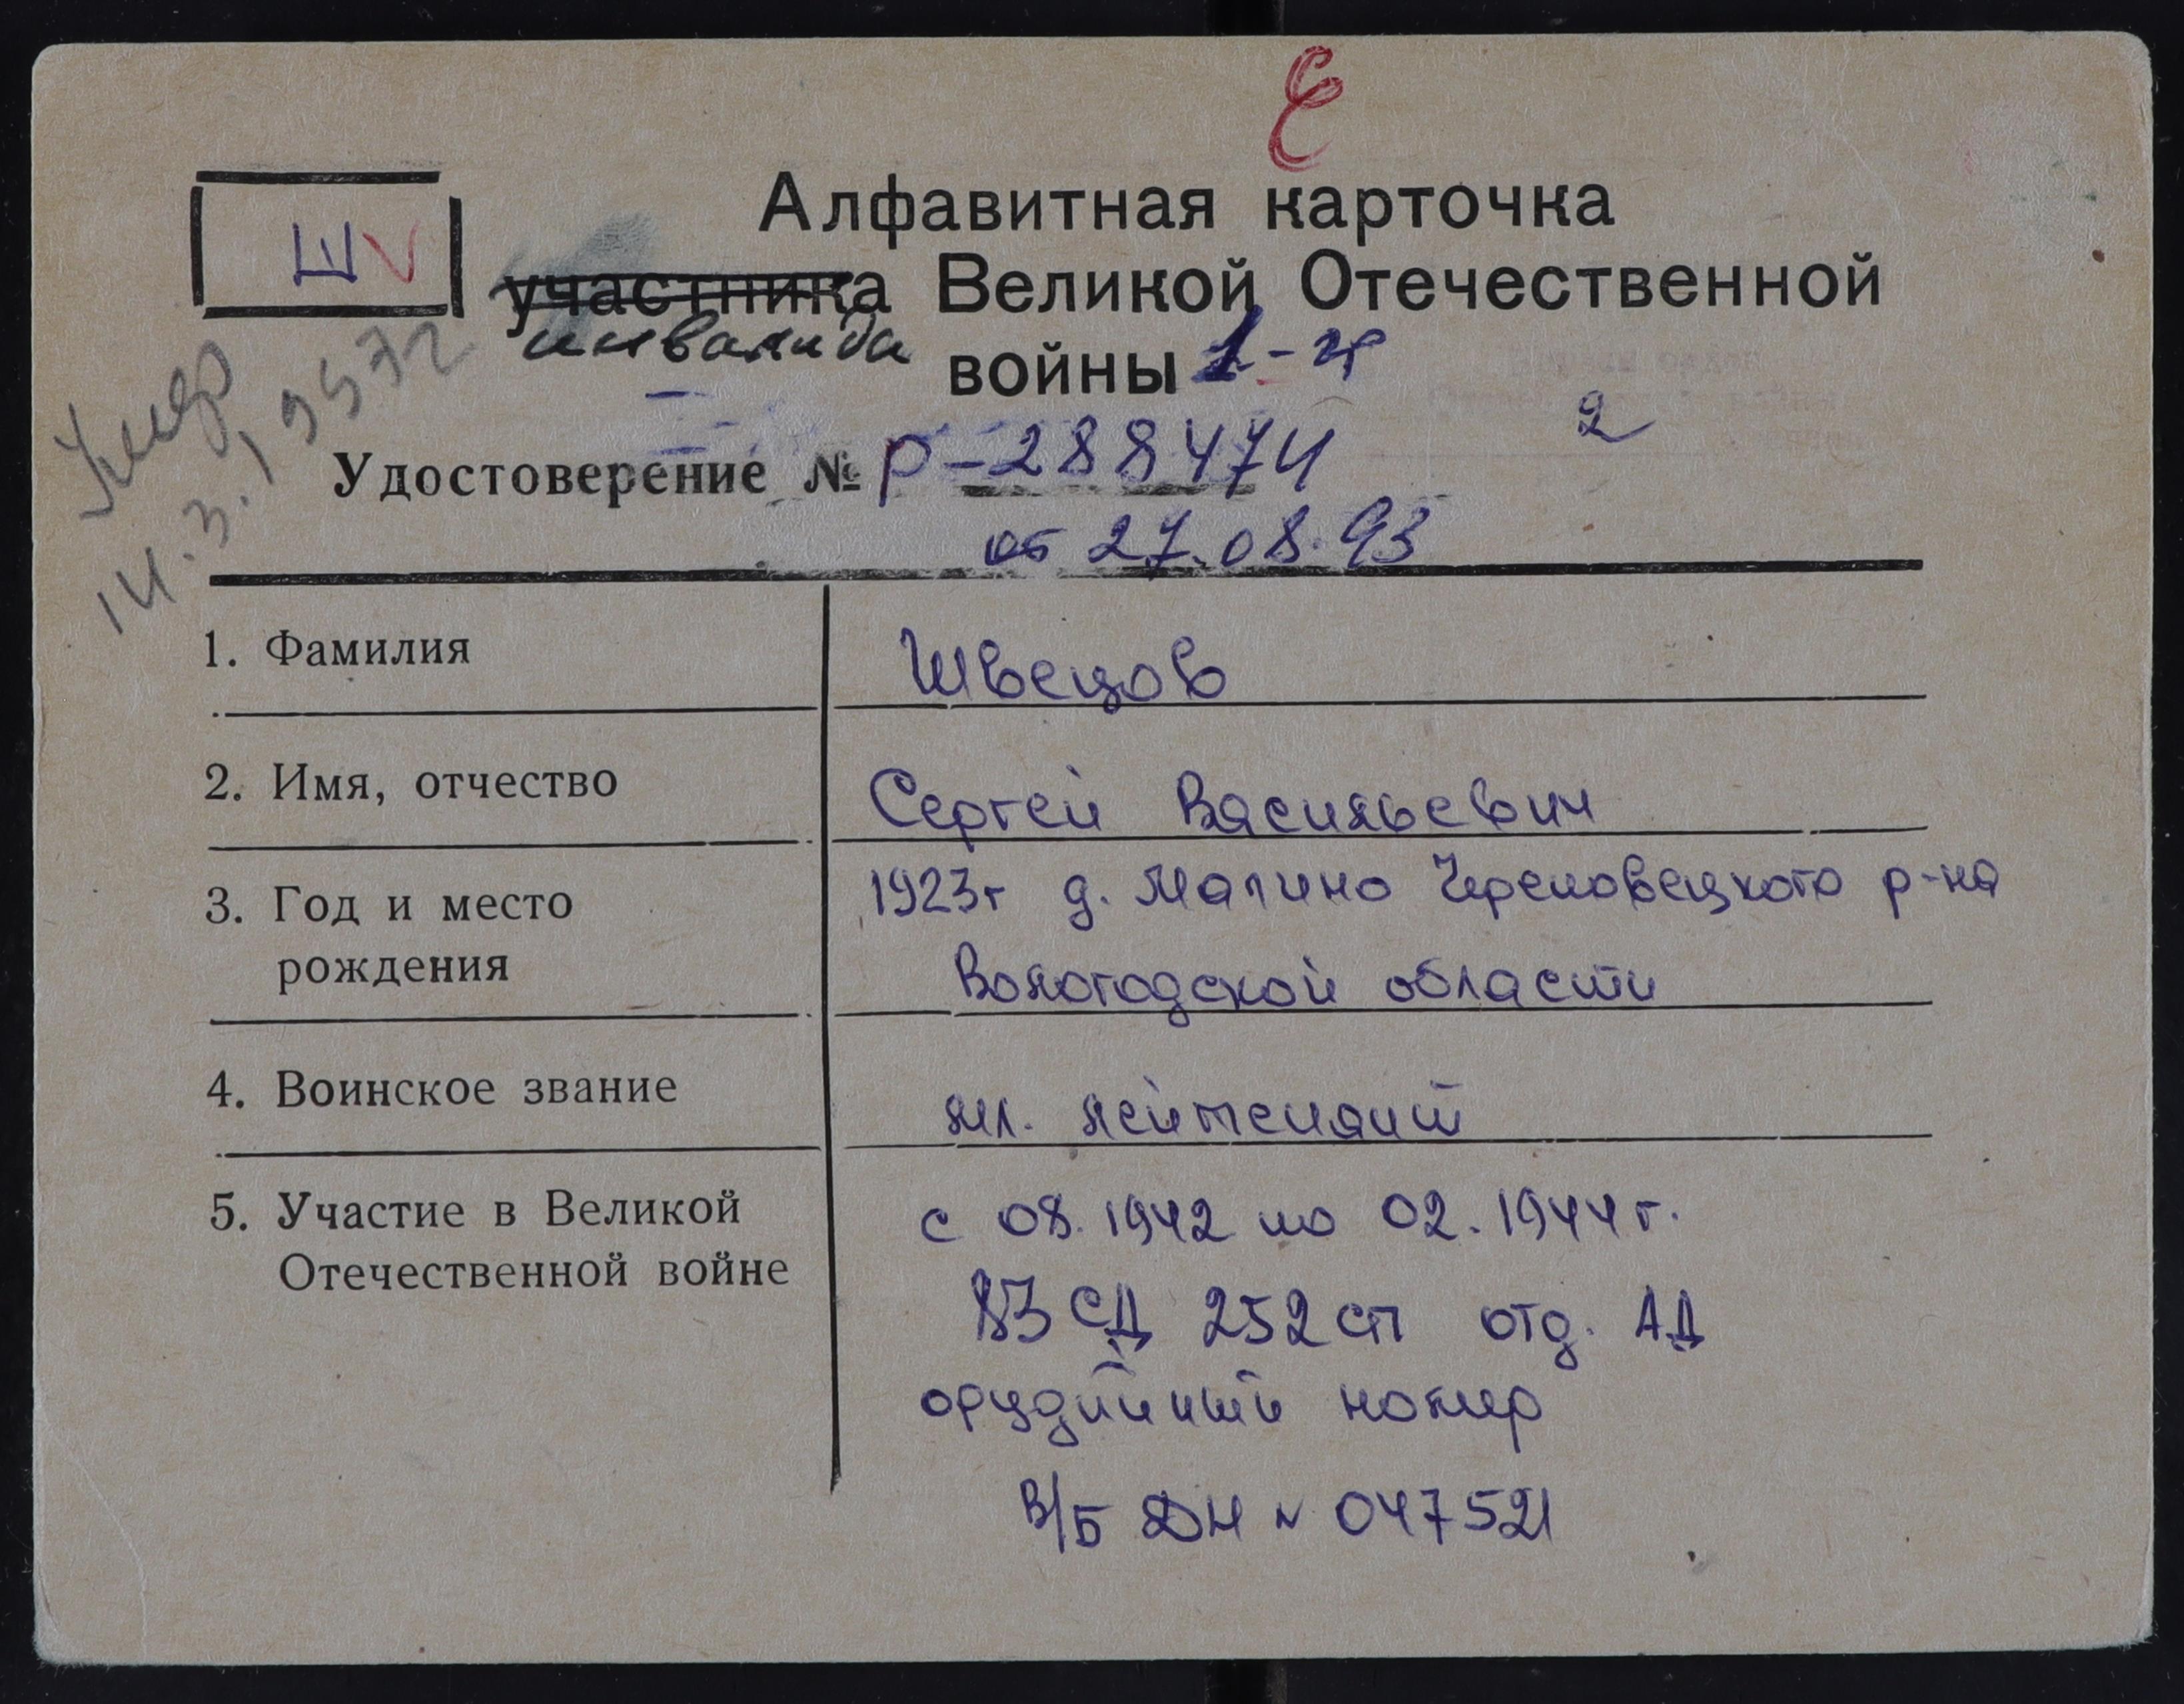 Е
Алфавитная карточка
Ш V
участника Великой Отечественной
инвалида войны 1-й гр
Умер
14.3.1997г
2
Удостоверение № Р-288474
от 27.08.93
1. Фамилия Швецов
2. Имя, отчество Сергей Васильевич
3. Год и место 1923г д. Малино Череповецкого р-на
рождения Вологодской области
4. Воинское звание мл. лейтенант
5. Участие в Великой с 08.1942 по 02.1944г.
Отечественной войне 83 СД 252 сп отд. АД
орудийный номер
В/Б ДН № 047521